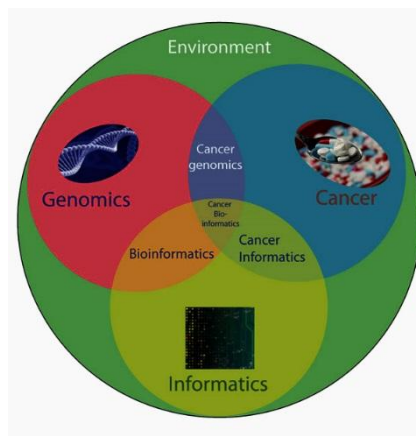 Environment
Cancer
genomics
Genomics
Cancer
Cancer
Bio-
informatics
Bioinformatics
Cancer
Informatics
Informatics